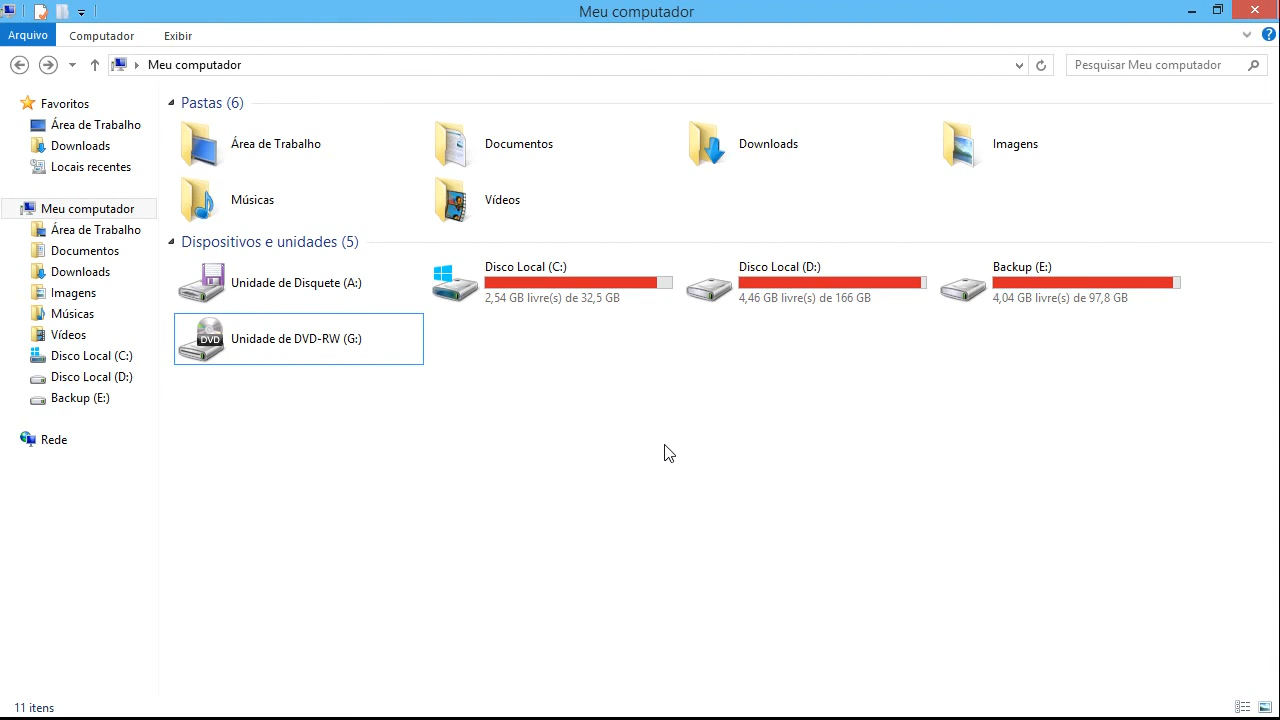 Meu computador
Arquivo Computador Exibir ?
Meu computador Pesquisar Meu computador
Favoritos
Área de Trabalho
Downloads
Locais recentes
Meu computador
Área de Trabalho
Documentos
Downloads
Imagens
Músicas
Vídeos
Disco Local (C:)
Disco Local (D:)
Backup (E:)
Rede
Pastas (6)
Área de Trabalho Documentos Downloads Imagens
Músicas Vídeos
Dispositivos e unidades (5)
Unidade de Disquete (A:)
Disco Local (C:)
2,54 GB livre(s) de 32,5 GB
Disco Local (D:)
4,46 GB livre(s) de 166 GB
Backup (E:)
4,04 GB livre(s) de 97,8 GB
DVD
Unidade de DVD-RW (G:)
11 itens